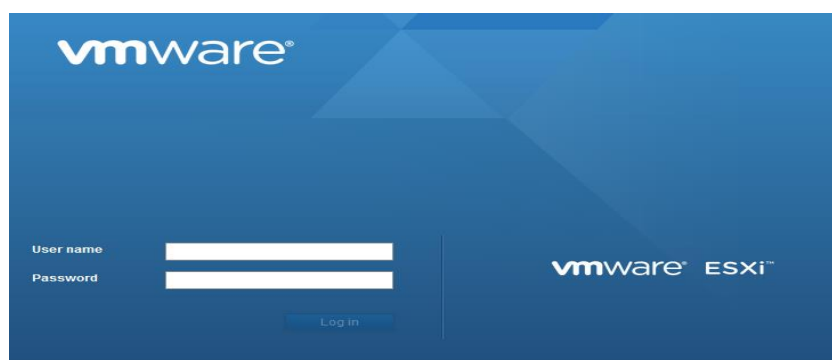 vmware®
User name
Password
vmware® ESXi™
Log in